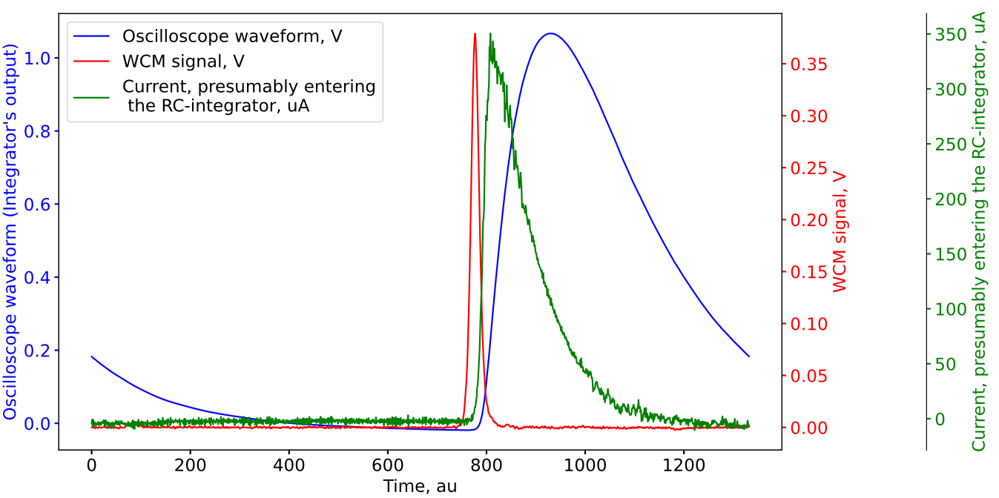 Oscilloscope waveform, V
WCM signal, V
Current, presumably entering
the RC-integrator, uA
Oscilloscope waveform (Integrator's output)
1.0
0.8
0.6
0.4
0.2
0.0
0 200 400 600 800 1000 1200
Time, au
0.35
0.30
0.25
0.20
0.15
0.10
0.05
0.00
WCM signal, V
350
300
250
200
150
100
50
0
Current, presumably entering the RC-integrator, uA